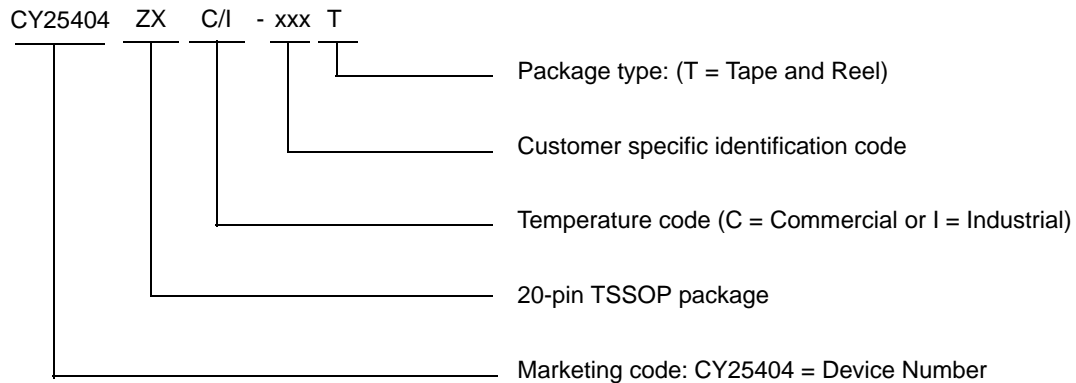 CY25404 ZX C/I - xxx T
Package type: (T = Tape and Reel)
Customer specific identification code
Temperature code (C = Commercial or I = Industrial)
20-pin TSSOP package
Marketing code: CY25404 = Device Number